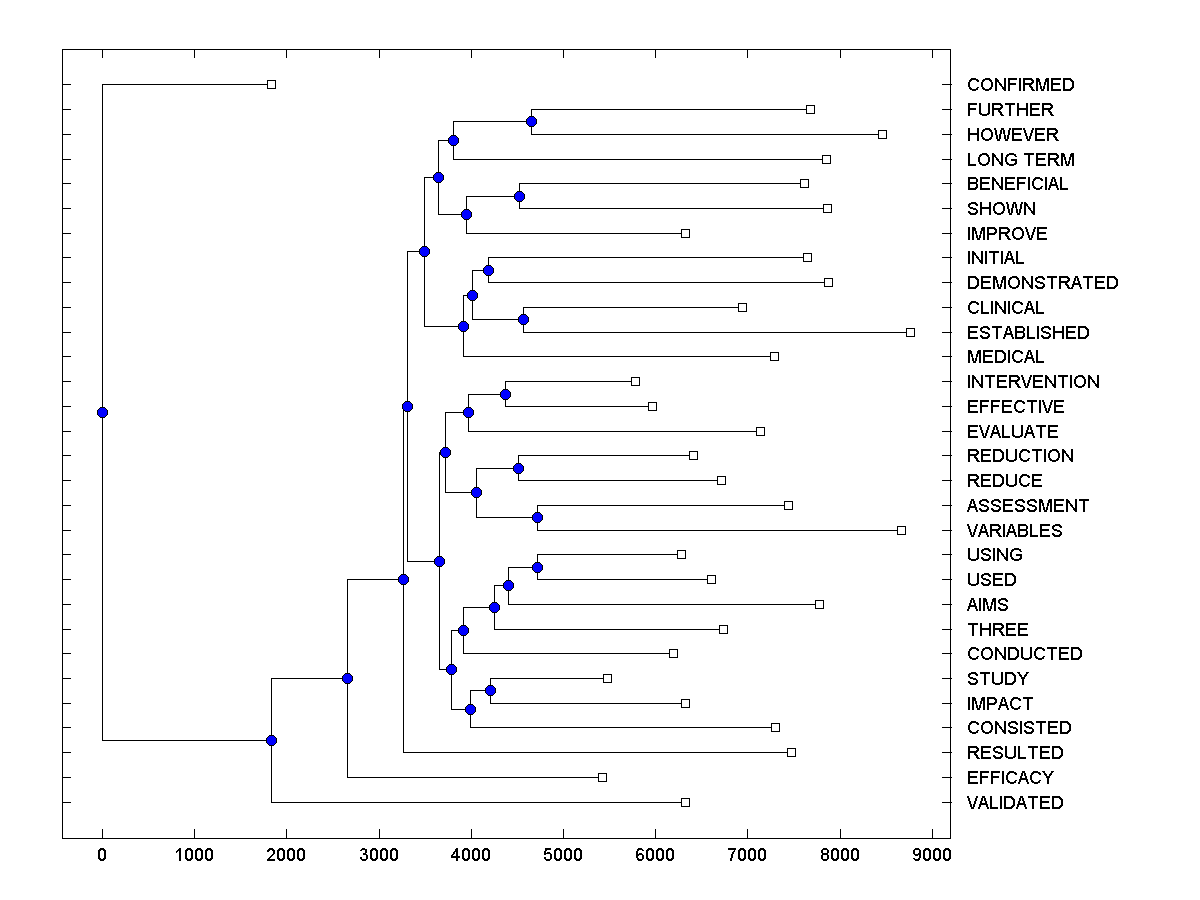 CONFIRMED
FURTHER
HOWEVER
LONG TERM
BENEFICIAL
SHOWN
IMPROVE
INITIAL
DEMONSTRATED
CLINICAL
ESTABLISHED
MEDICAL
INTERVENTION
EFFECTIVE
EVALUATE
REDUCTION
REDUCE
ASSESSMENT
VARIABLES
USING
USED
AIMS
THREE
CONDUCTED
STUDY
IMPACT
CONSISTED
RESULTED
EFFICACY
VALIDATED
0 1000 2000 3000 4000 5000 6000 7000 8000 9000